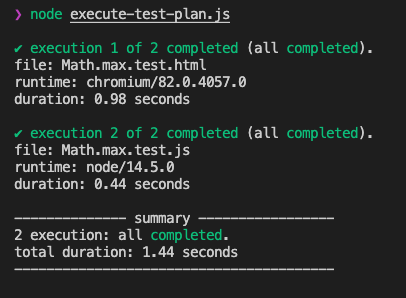 ❯ node execute-test-plan.js
✔ execution 1 of 2 completed (all completed).
file: Math.max.test.html
runtime: chromium/82.0.4057.0
duration: 0.98 seconds
✔ execution 2 of 2 completed (all completed).
file: Math.max.test.js
runtime: node/14.5.0
duration: 0.44 seconds
-------------- summary -----------------
2 execution: all completed.
total duration: 1.44 seconds
----------------------------------------